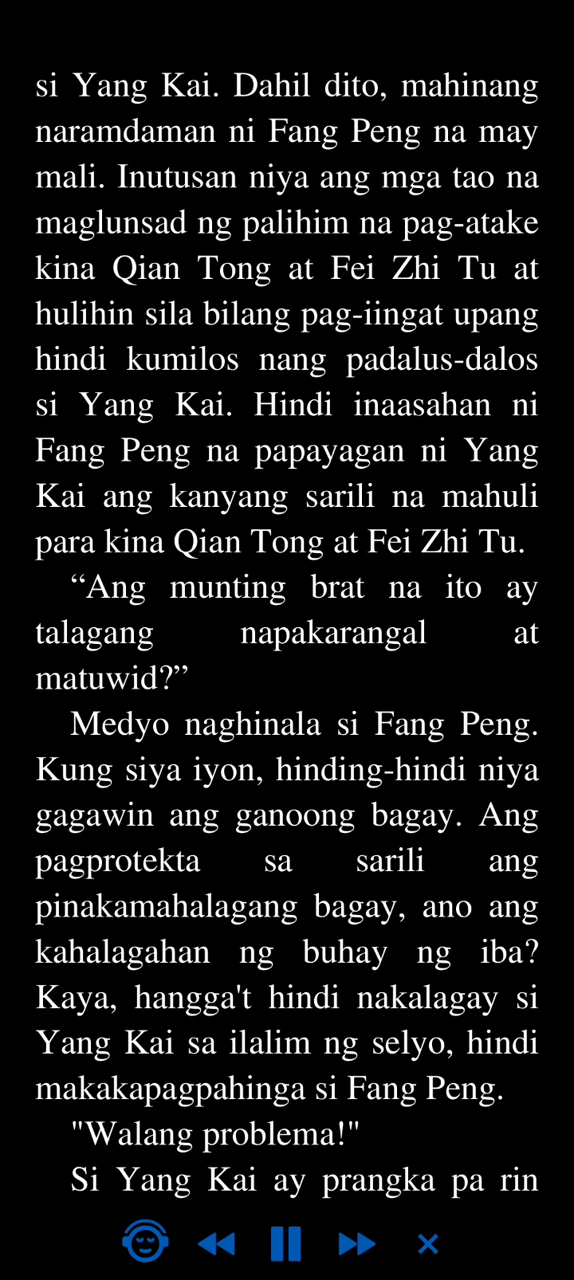 si Yang Kai. Dahil dito, mahinang
naramdaman ni Fang Peng na may
mali. Inutusan niya ang mga tao na
maglunsad ng palihim na pag-atake
kina Qian Tong at Fei Zhi Tu at
hulihin sila bilang pag-iingat upang
hindi kumilos nang padalus-dalos
si Yang Kai. Hindi inaasahan ni
Fang Peng na papayagan ni Yang
Kai ang kanyang sarili na mahuli
para kina Qian Tong at Fei Zhi Tu.
“Ang munting brat na ito ay
talagang napakarangal at
matuwid?”
Medyo naghinala si Fang Peng.
Kung siya iyon, hinding-hindi niya
gagawin ang ganoong bagay. Ang
pagprotekta sa sarili ang
pinakamahalagang bagay, ano ang
kahalagahan ng buhay ng iba?
Kaya, hangga't hindi nakalagay si
Yang Kai sa ilalim ng selyo, hindi
makakapagpahinga si Fang Peng.
"Walang problema!"
Si Yang Kai ay prangka pa rin